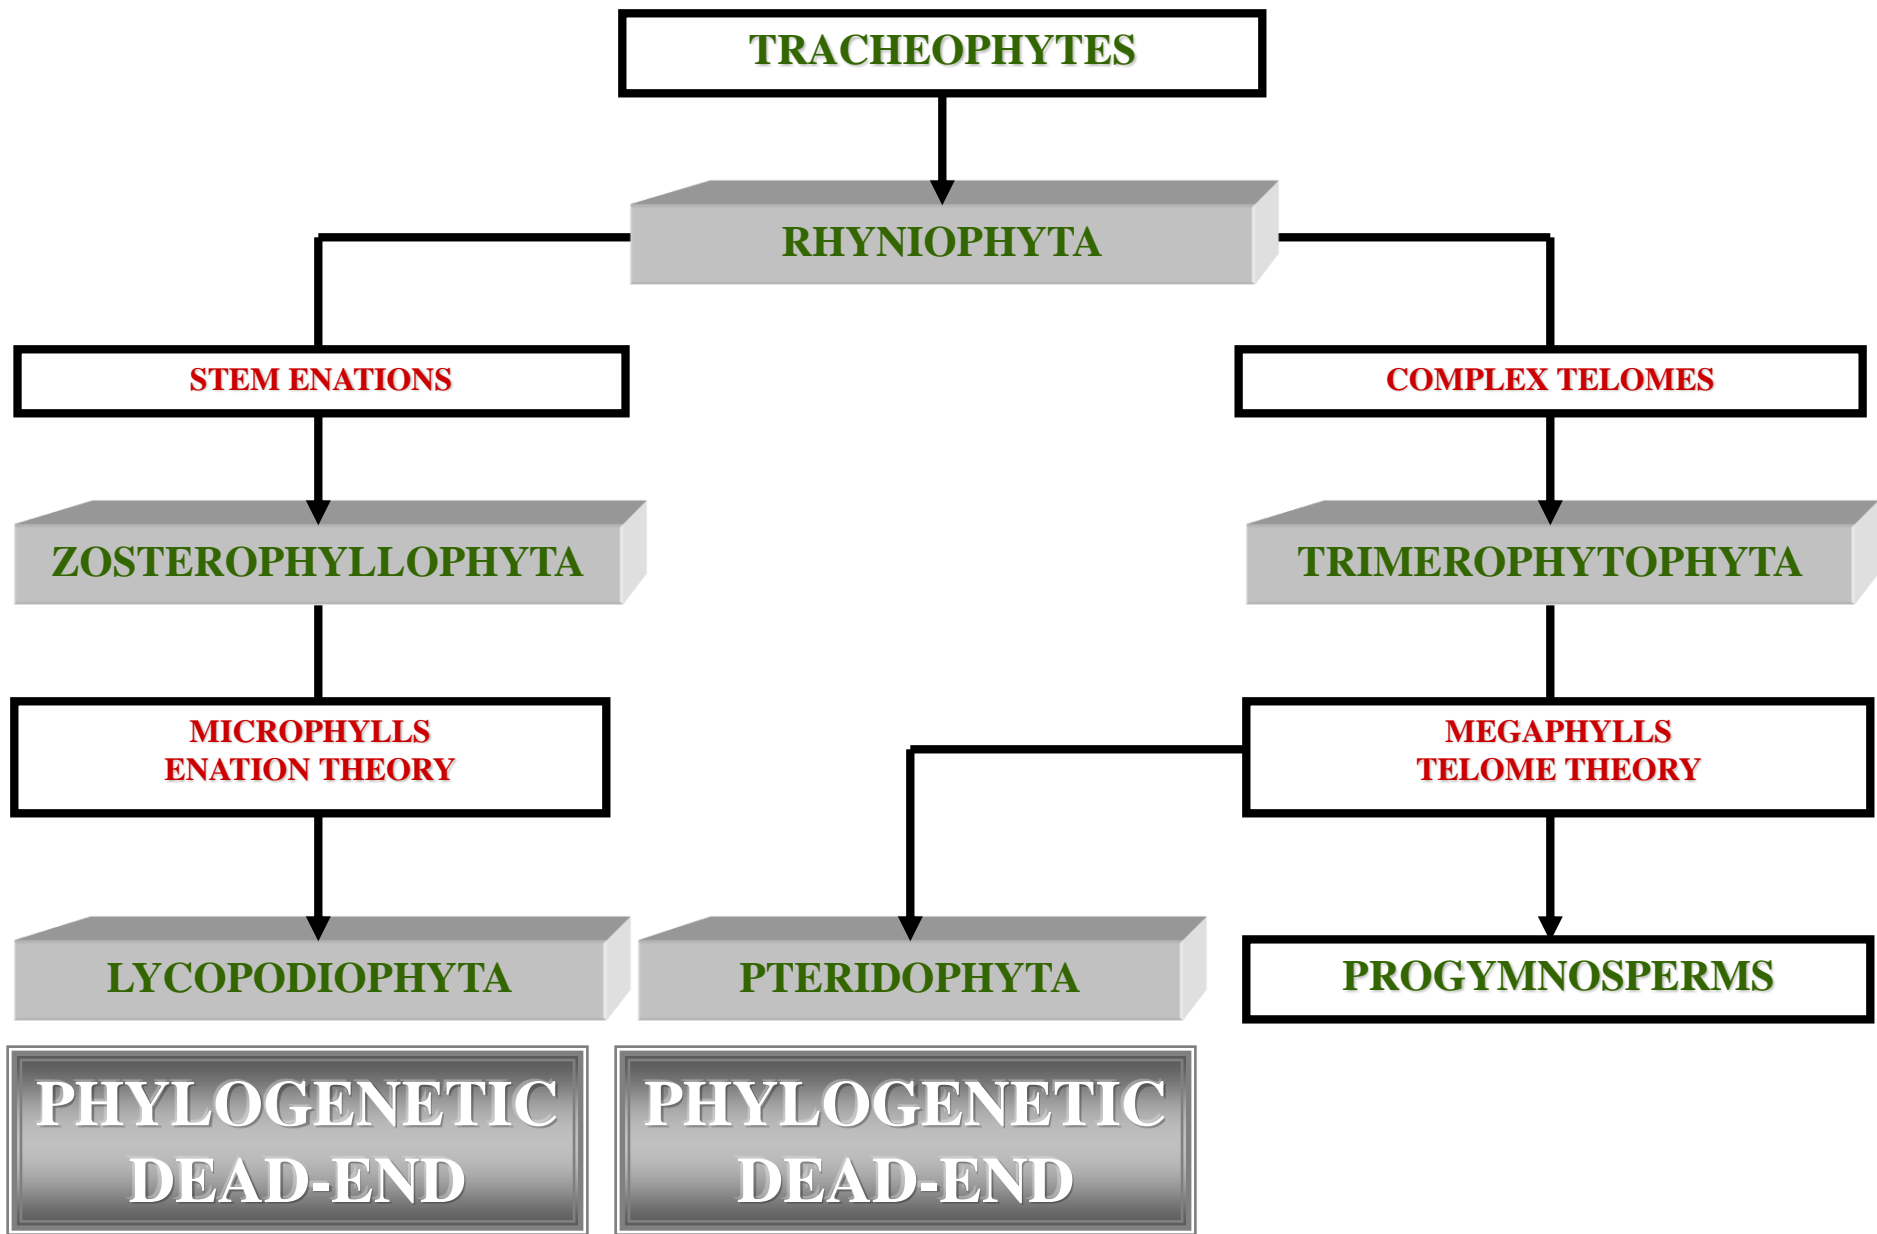 TRACHEOPHYTES
RHYNIOPHYTA
STEM ENATIONS
COMPLEX TELOMES
ZOSTEROPHYLLOPHYTA
TRIMEROPHYTOPHYTA
MICROPHYLLS
ENATION THEORY
MEGAPHYLLS
TELOME THEORY
LYCOPODIOPHYTA
PTERIDOPHYTA
PROGYMNOSPERMS
PHYLOGENETIC
DEAD-END
PHYLOGENETIC
DEAD-END